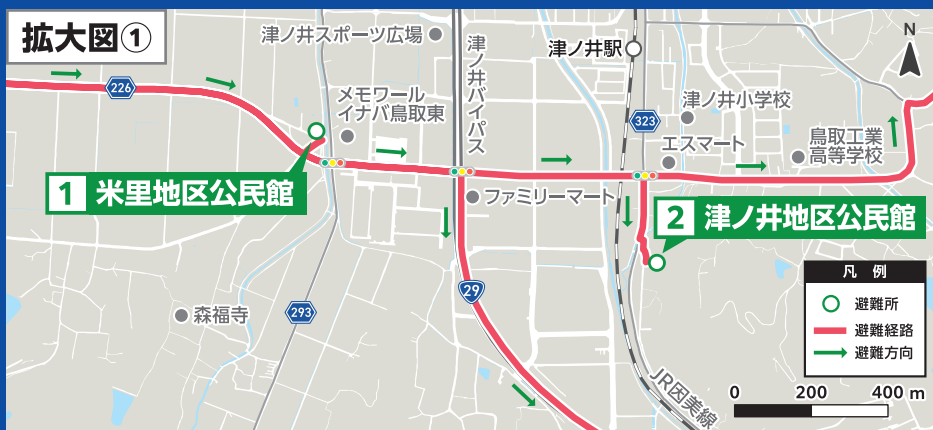 拡大図①
津ノ井スポーツ広場
津ノ井バイパス
津ノ井駅
N
226
メモワール
イナバ鳥取東
323
津ノ井小学校
エスマート
鳥取工業
高等学校
1 米里地区公民館
ファミリーマート
2 津ノ井地区公民館
29
森福寺
293
JR因美線
凡 例
避難所
避難経路
避難方向
0 200 400 m